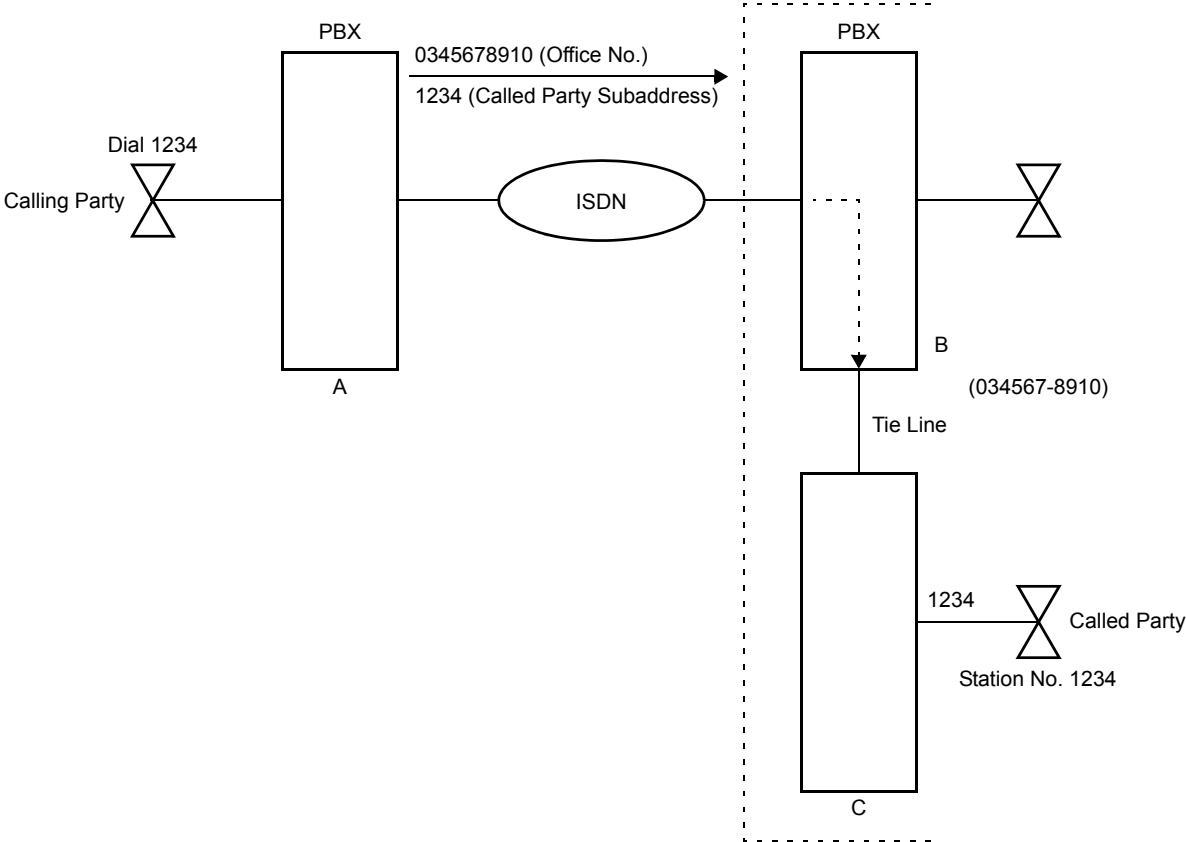 PBX
PBX
0345678910 (Office No.)
1234 (Called Party Subaddress)
Dial 1234
Calling Party
ISDN
B
A
(034567-8910)
Tie Line
1234
Called Party
Station No. 1234
C